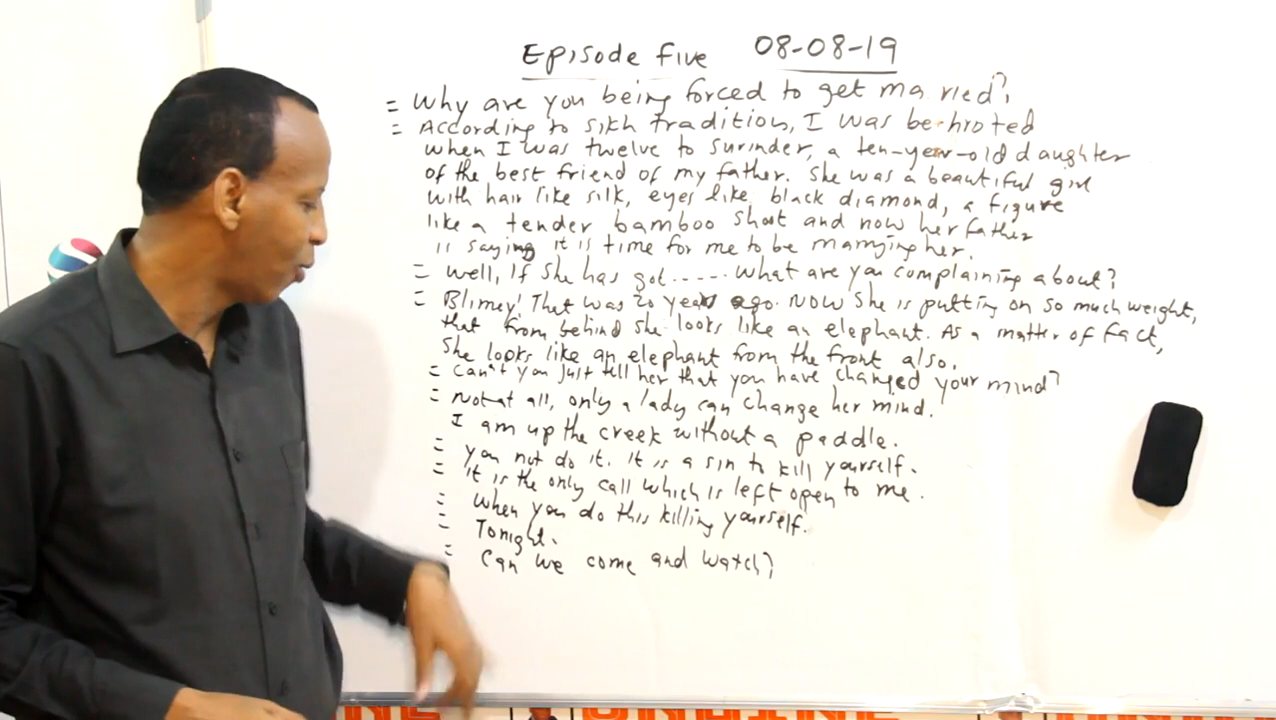 Episode Five 08-08-19
= Why are you being forced to get married?
= According to Sikh tradition, I was be-hroted
when I was twelve to Surinder, a ten-year-old daughter
of the best friend of my father. She was a beautiful girl
with hair like silk, eyes like black diamond, a figure
like a tender bamboo shoot and now her father
is saying it is time for me to be marrying her.
= Well, If she has got...... What are you complaining about?
= Blimey! That was 20 year ago. Now she is putting on so much weight,
that from behind she looks like an elephant. As a matter of fact,
She looks like an elephant from the front also.
= Can't you just tell her that you have changed your mind?
= Not at all, only a lady can change her mind.
I am up the creek without a paddle.
= you not do it. It is a sin to kill yourself.
= it is the only call which is left open to me.
= When you do this killing yourself.
= Tonight.
= Can we come and watch?